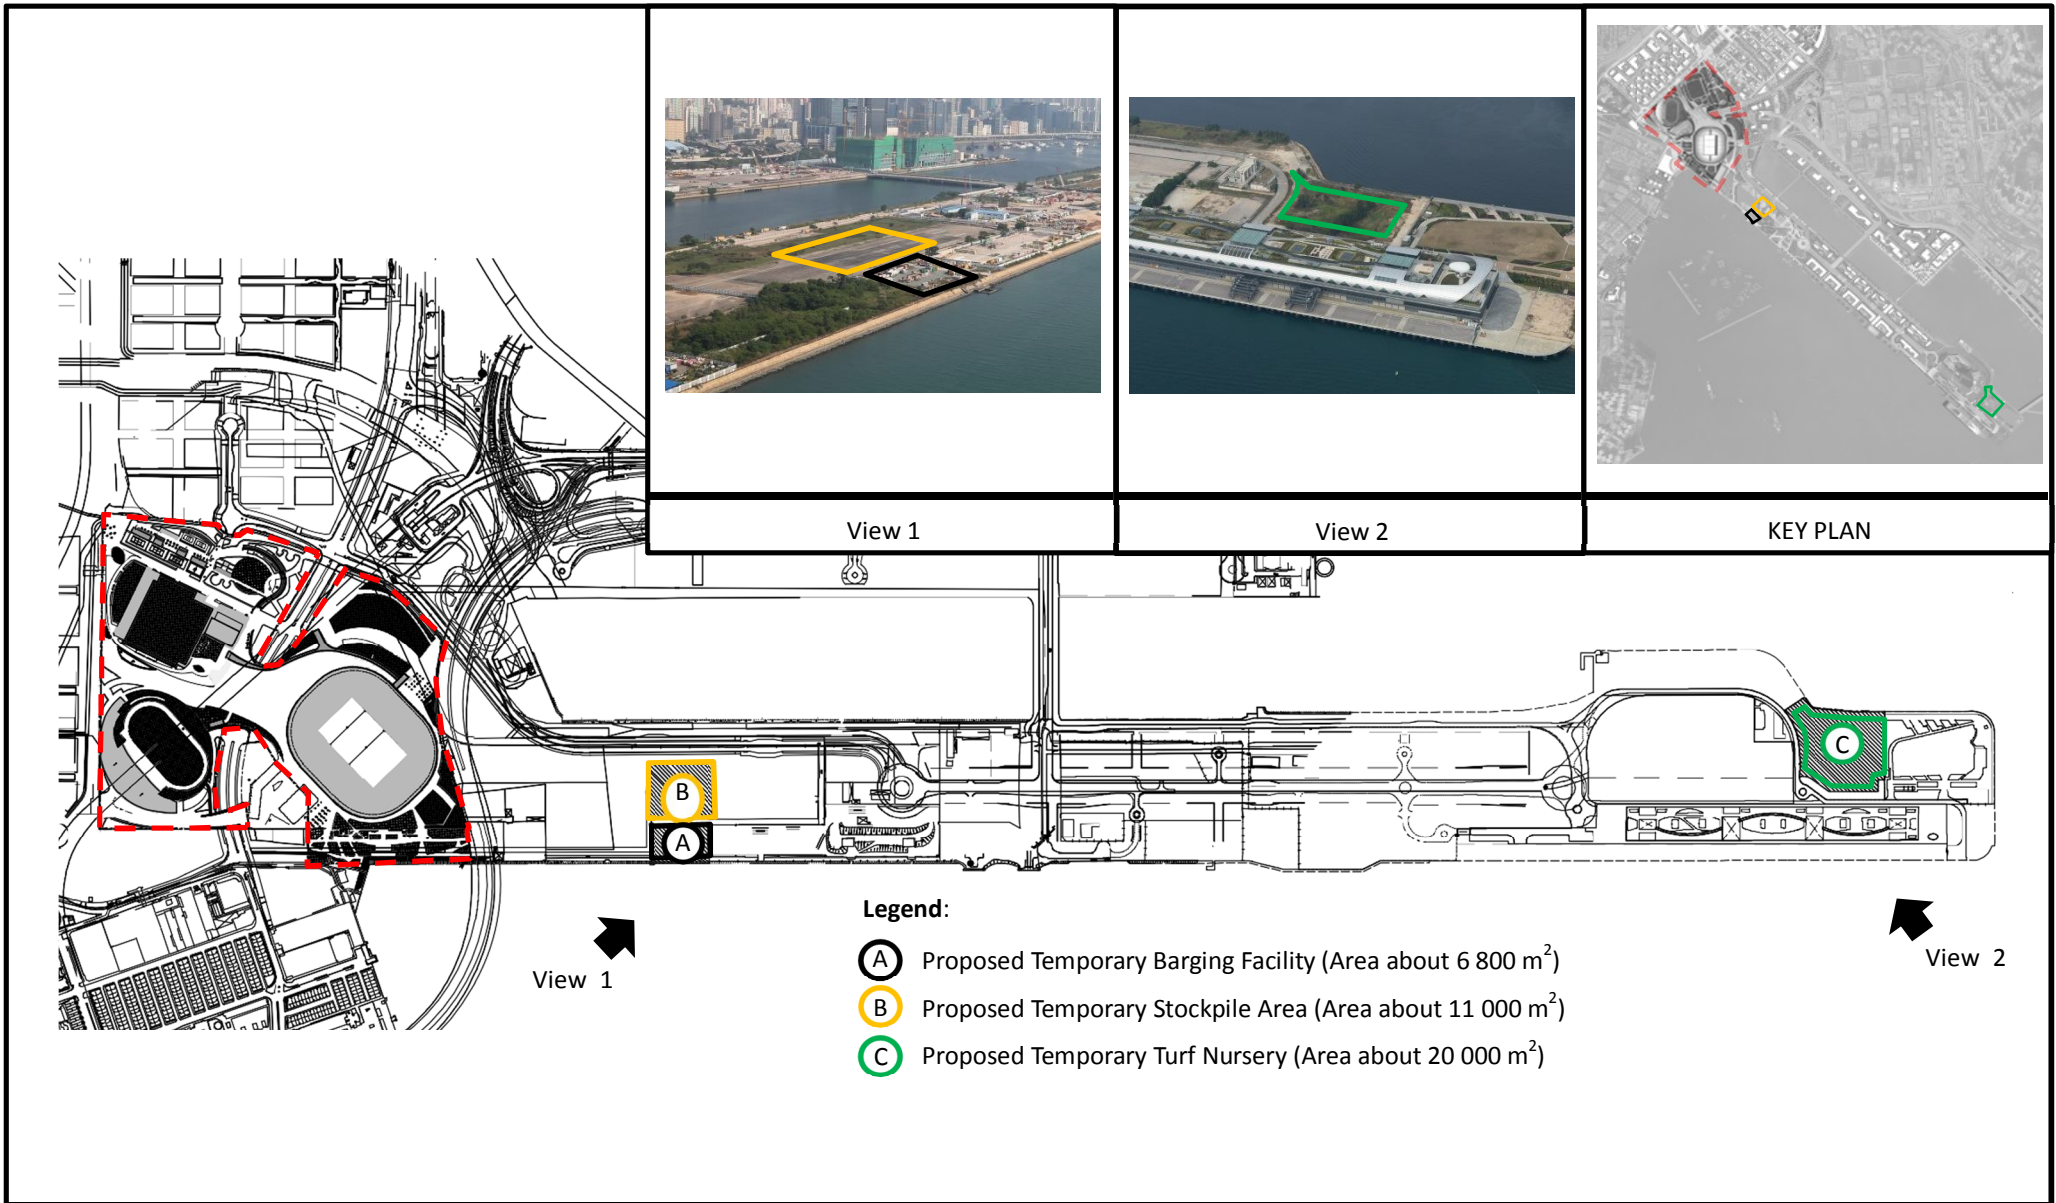 View 1
View 2
KEY PLAN
B
A
C
View 1
View 2
Legend:
A Proposed Temporary Barging Facility (Area about 6 800 m²)
B Proposed Temporary Stockpile Area (Area about 11 000 m²)
C Proposed Temporary Turf Nursery (Area about 20 000 m²)